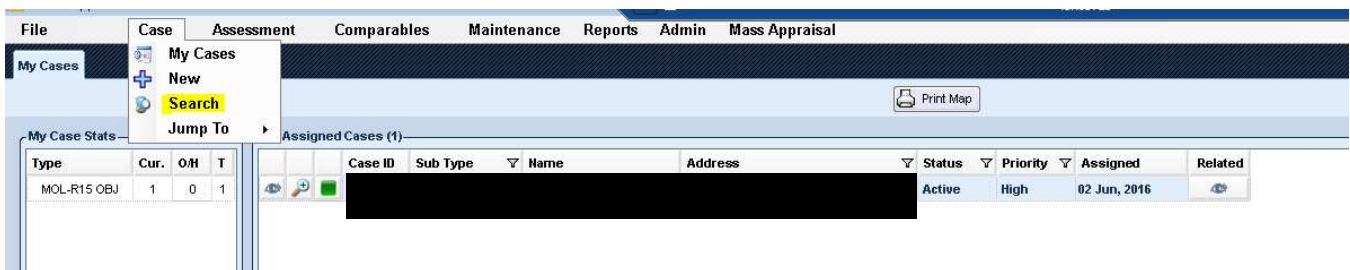 File Case Assessment Comparables Maintenance Reports Admin Mass Appraisal
My Cases
My Cases
New
Search
Jump To
Print Map
My Case Stats
Assigned Cases (1)
Type Cur. O/H T
MOL-R15 OBJ 1 0 1
Case ID Sub Type Name Address Status Priority Assigned Related
Active High 02 Jun, 2016